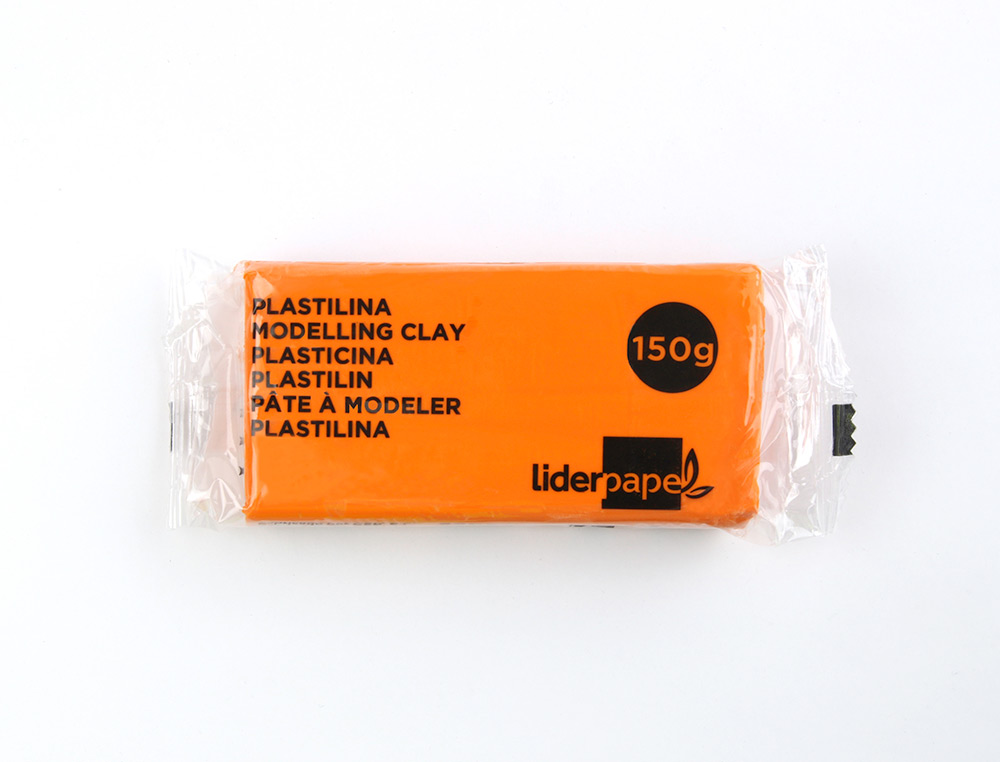 PLASTILINA
MODELLING CLAY
PLASTICINA
PLASTILIN
PÂTE À MODELER
PLASTILINA
150g
liderpapel